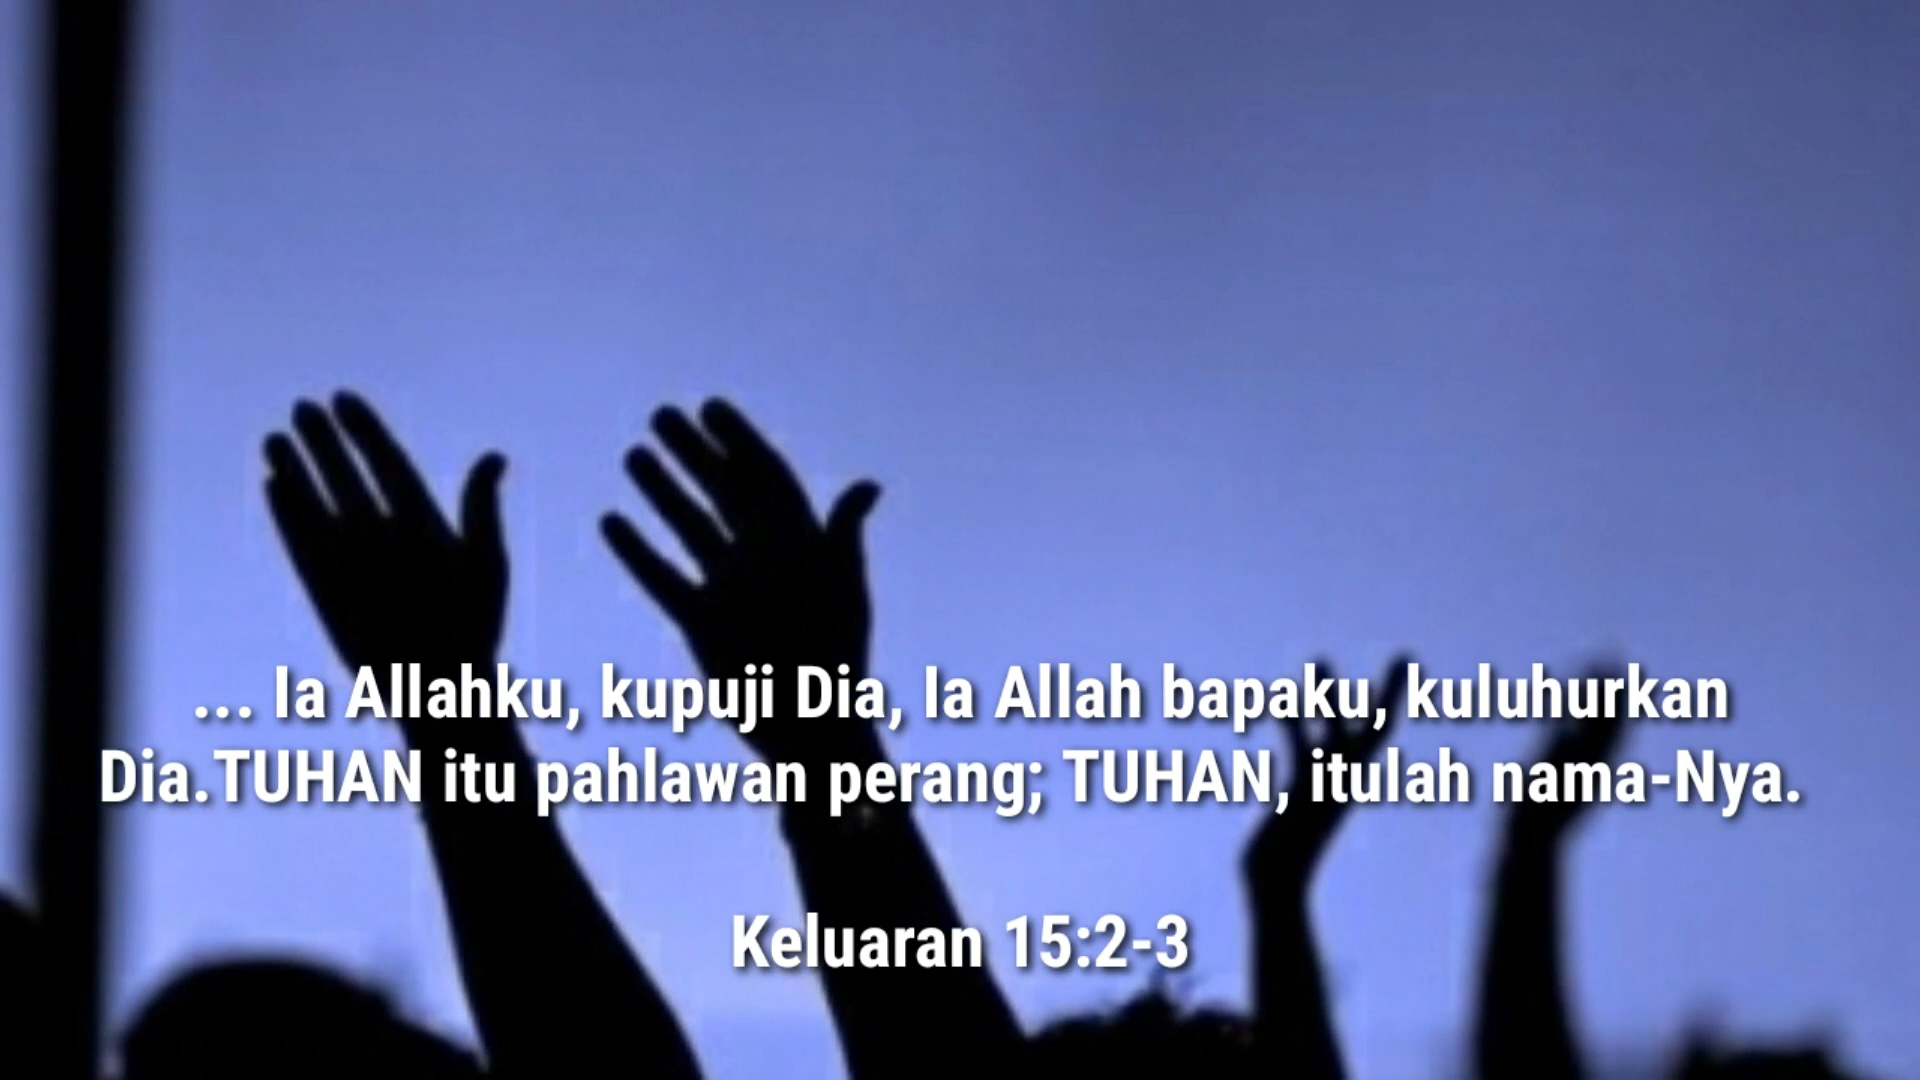 ... Ia Allahku, kupuji Dia, Ia Allah bapaku, kuluhurkan
Dia.TUHAN itu pahlawan perang; TUHAN, itulah nama-Nya.
Keluaran 15:2-3